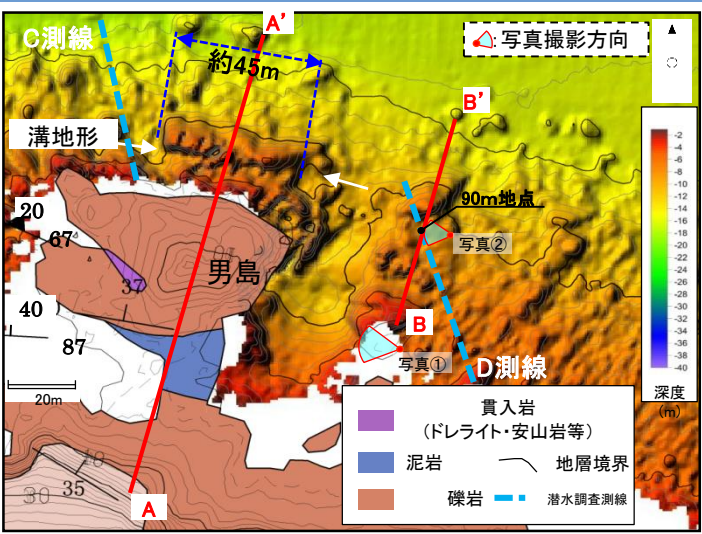 C測線
A’
約45m
:写真撮影方向
B’
溝地形
90m地点
写真②
20
67
男島
37
40
87
B
写真①
D測線
20m
A
35
30
-2
-4
-6
-8
-10
-12
-14
-16
-18
-20
-22
-24
-26
-28
-30
-32
-34
-36
-38
-40
深度
(m)
貫入岩
(ドレライト・安山岩等)
泥岩
地層境界
礫岩
潜水調査測線